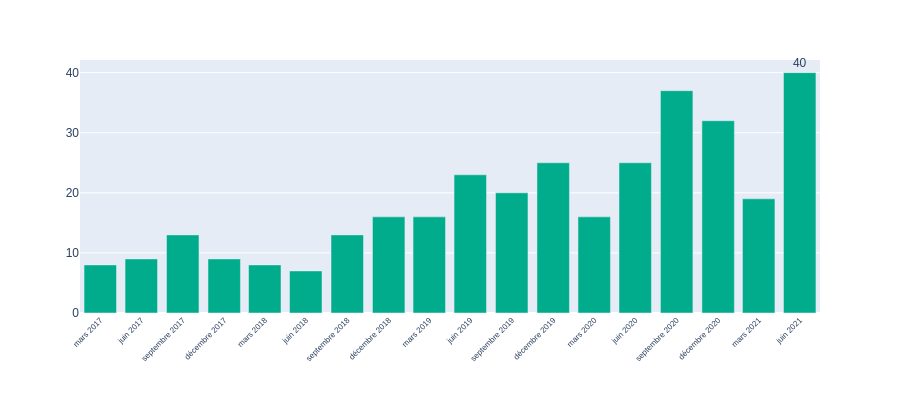 40
40
30
20
10
0
mars 2017
juin 2017
septembre 2017
décembre 2017
mars 2018
juin 2018
septembre 2018
décembre 2018
mars 2019
juin 2019
septembre 2019
décembre 2019
mars 2020
juin 2020
septembre 2020
décembre 2020
mars 2021
juin 2021